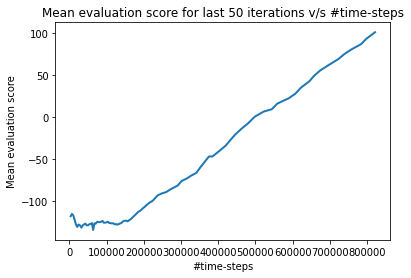 Mean evaluation score for last 50 iterations v/s #time-steps
100
50
0
−50
−100
Mean evaluation score
0 100000 200000 300000 400000 500000 600000 700000 800000
#time-steps